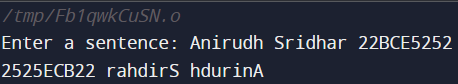 /tmp/Fb1qwkCuSN.o
Enter a sentence: Anirudh Sridhar 22BCE5252
2525ECB22 rahdirS hdurinA